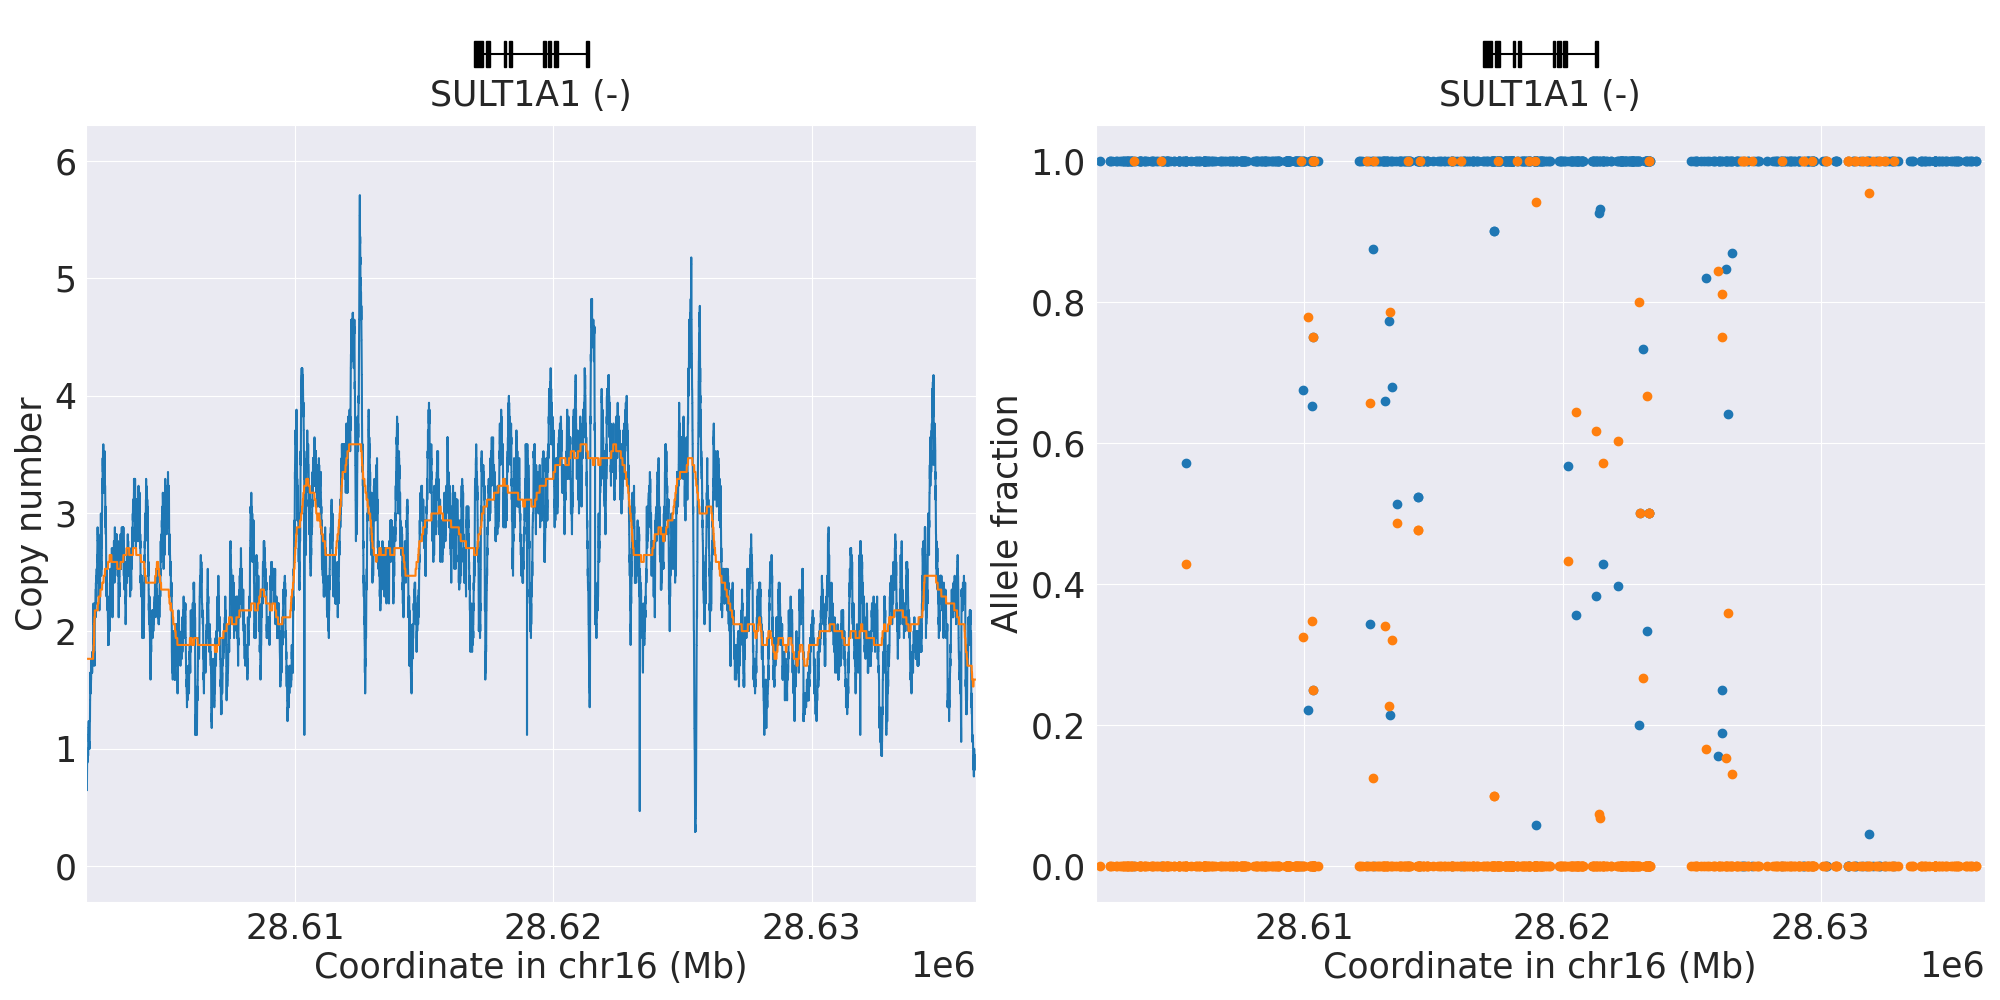 SULT1A1 (-)
6
5
4
3
2
1
0
Copy number
28.61
28.62
28.63
Coordinate in chr16 (Mb)
1e6
SULT1A1 (-)
1.0
0.8
0.6
0.4
0.2
0.0
Allele fraction
28.61
28.62
28.63
Coordinate in chr16 (Mb)
1e6